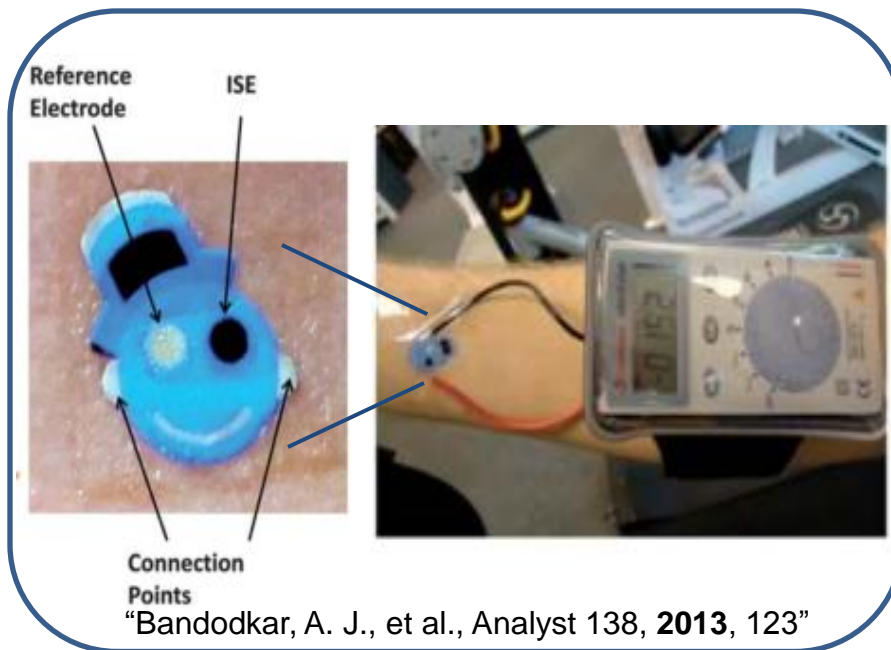 Reference
Electrode
ISE
Connection
Points
“Bandodkar, A. J., et al., Analyst 138, 2013, 123”